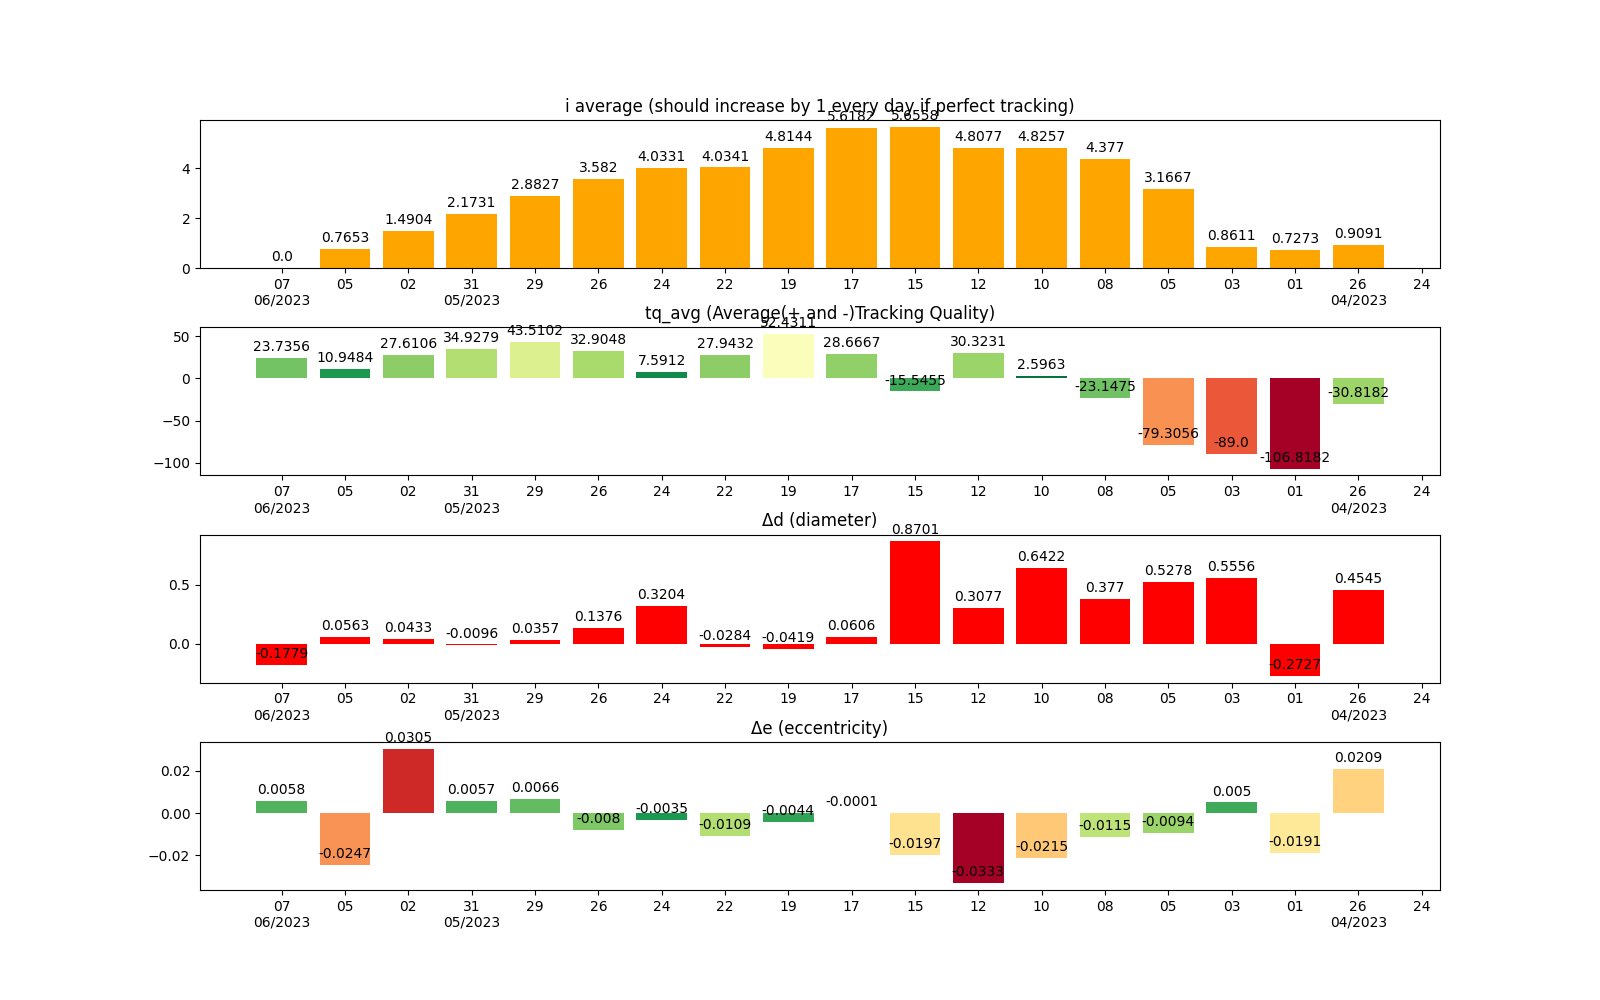 i average (should increase by 1 every day if perfect tracking)
5.6182 5.6558
4.8144 4.8077 4.8257
4.0331 4.0341 4.377
4 3.582
2.8827 3.1667
2.1731
2 1.4904
0.7653 0.8611 0.7273 0.9091
0.0
0
07 05 02 31 29 26 24 22 19 17 15 12 10 08 05 03 01 26 24
06/2023 05/2023 04/2023
tq_avg (Average(+ and -)Tracking Quality)
52.4311
50 23.7356 10.9484 27.6106 34.9279 43.5102 32.9048 7.5912 27.9432 28.6667 30.3231 2.5963
0 -15.5455 -23.1475 -30.8182
−50 -79.3056 -89.0
−100 -106.8182
07 05 02 31 29 26 24 22 19 17 15 12 10 08 05 03 01 26 24
06/2023 05/2023 04/2023
Δd (diameter)
0.8701
0.6422
0.5 0.3204 0.3077 0.377 0.5278 0.5556 0.4545
0.0563 0.0433 -0.0096 0.0357 0.1376 -0.0284 -0.0419 0.0606
0.0
-0.1779 -0.2727
07 05 02 31 29 26 24 22 19 17 15 12 10 08 05 03 01 26 24
06/2023 05/2023 04/2023
Δe (eccentricity)
0.0305
0.02 0.0209
0.0058 0.0057 0.0066 -0.0001 0.005
0.00 -0.008 -0.0035 -0.0109 -0.0044 -0.0115 -0.0094
−0.02 -0.0247 -0.0197 -0.0333 -0.0215 -0.0191
07 05 02 31 29 26 24 22 19 17 15 12 10 08 05 03 01 26 24
06/2023 05/2023 04/2023